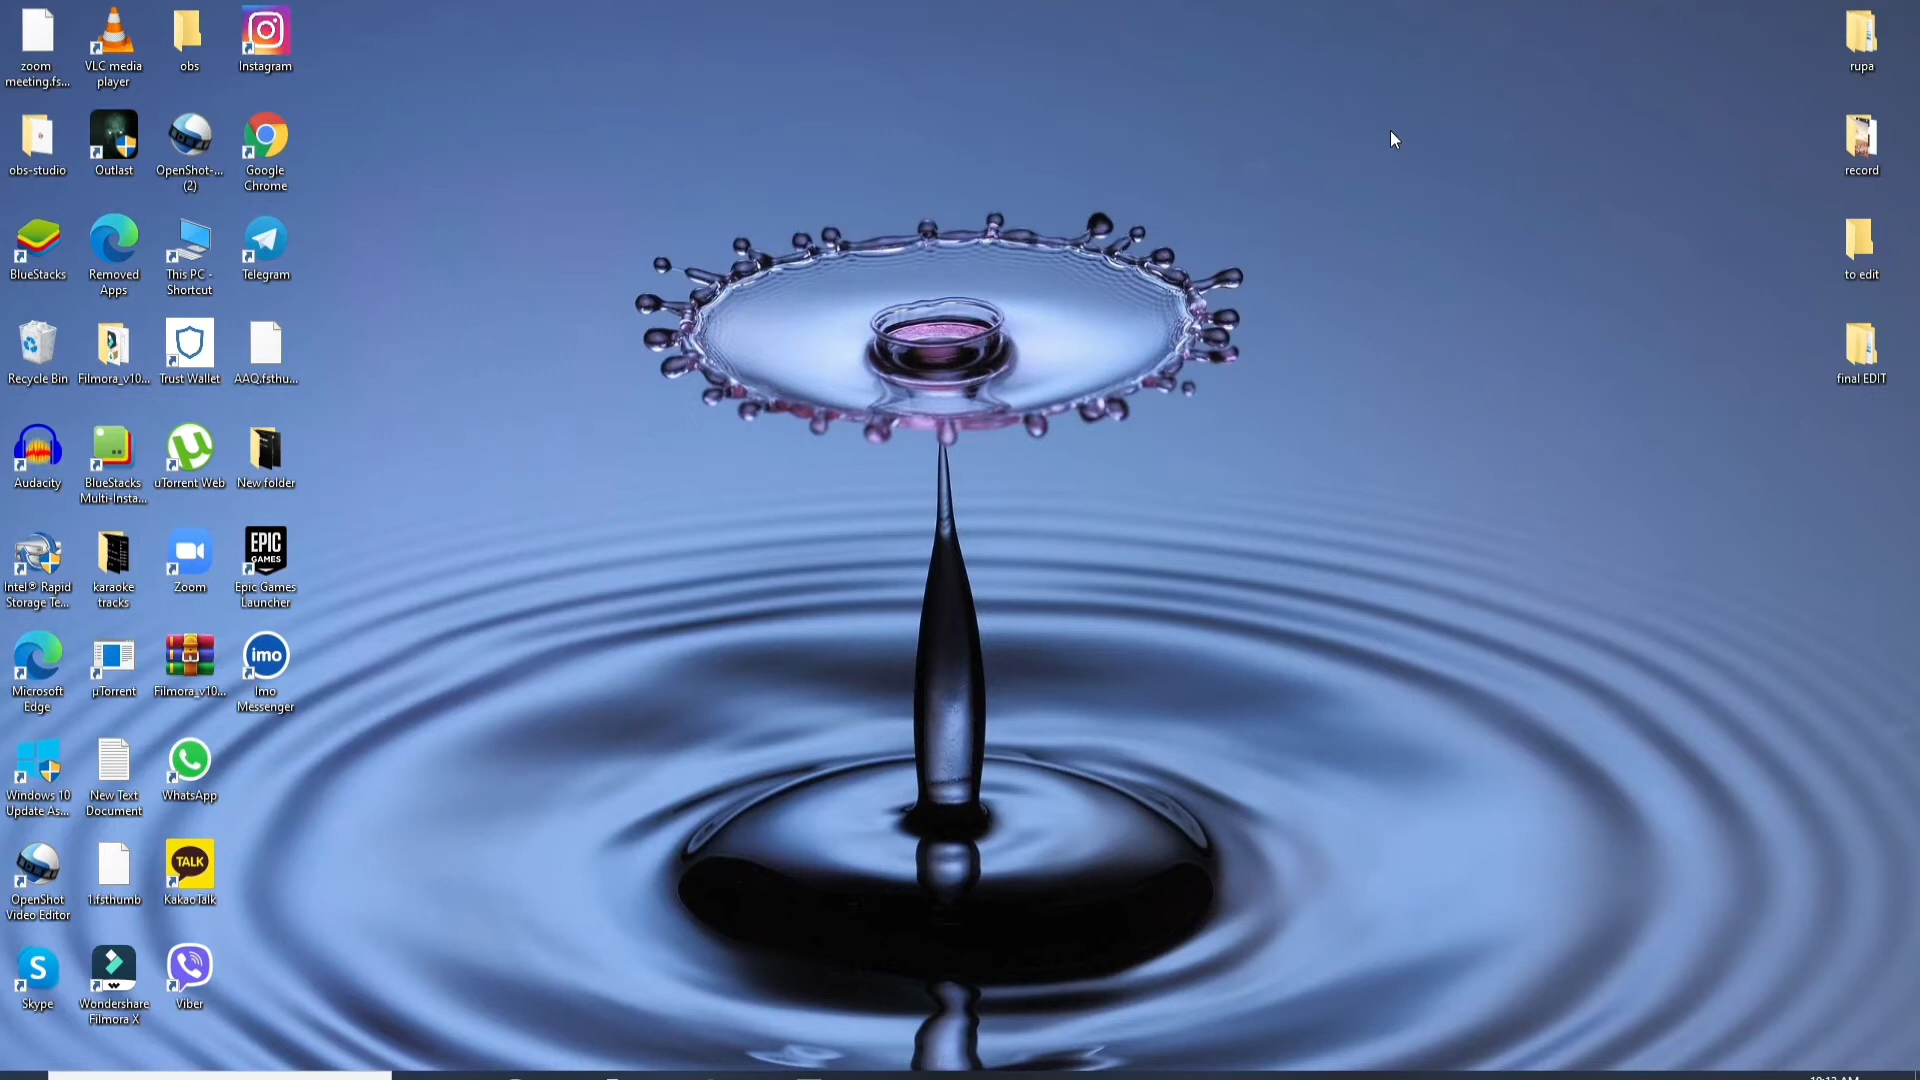 zoom
meeting.fs...
VLC media
player
obs
Instagram
rupa
obs-studio
Outlast
OpenShot-...
(2)
Google
Chrome
record
BlueStacks
Removed
Apps
This PC -
Shortcut
Telegram
to edit
Recycle Bin
Filmora_v10...
Trust Wallet
AAQ.fsthu...
final EDIT
Audacity
BlueStacks
Multi-Insta...
uTorrent Web
New folder
EPIC
GAMES
Intel® Rapid
Storage Te...
karaoke
tracks
Zoom
Epic Games
Launcher
imo
Microsoft
Edge
µTorrent
Filmora_v10...
Imo
Messenger
Windows 10
Update As...
New Text
Document
WhatsApp
TALK
OpenShot
Video Editor
1.fsthumb
KakaoTalk
S
Skype
Wondershare
Filmora X
Viber